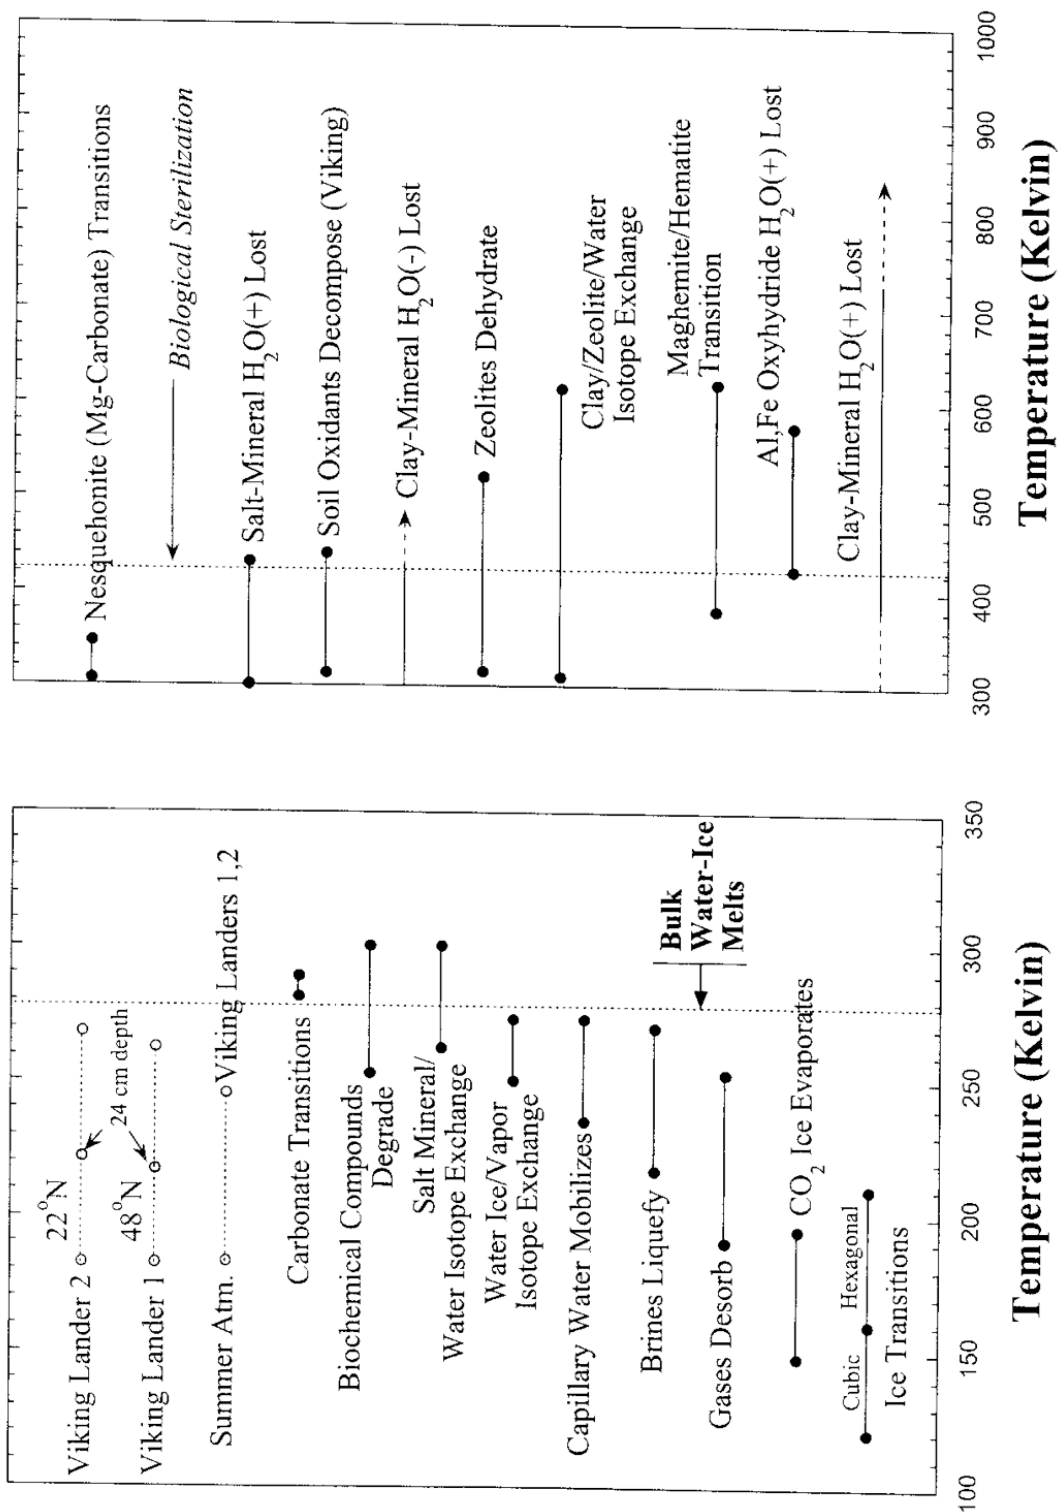 Viking Lander 2
22°N
24 cm depth
Viking Lander 1
48°N
Summer Atm.
Viking Landers 1,2
Carbonate Transitions
Biochemical Compounds
Degrade
Salt Mineral/
Water Isotope Exchange
Water Ice/Vapor
Isotope Exchange
Capillary Water Mobilizes
Brines Liquefy
Bulk
Water-Ice
Melts
Gases Desorb
CO2 Ice Evaporates
Cubic Hexagonal
Ice Transitions
100 150 200 250 300 350
Temperature (Kelvin)
Nesquehonite (Mg-Carbonate) Transitions
Biological Sterilization
Salt-Mineral H2O(+) Lost
Soil Oxidants Decompose (Viking)
Clay-Mineral H2O(-) Lost
Zeolites Dehydrate
Clay/Zeolite/Water
Isotope Exchange
Maghemite/Hematite
Transition
Al,Fe Oxyhydride H2O(+) Lost
Clay-Mineral H2O(+) Lost
300 400 500 600 700 800 900 1000
Temperature (Kelvin)